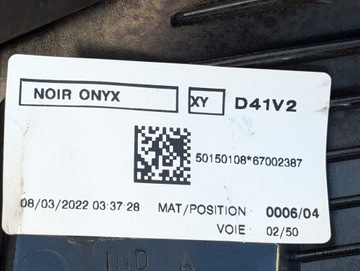 NOIR ONYX XY D41V2
50150108*67002387
08/03/2022 03:37:28 MAT/POSITION : 0006/04
VOIE : 02/50